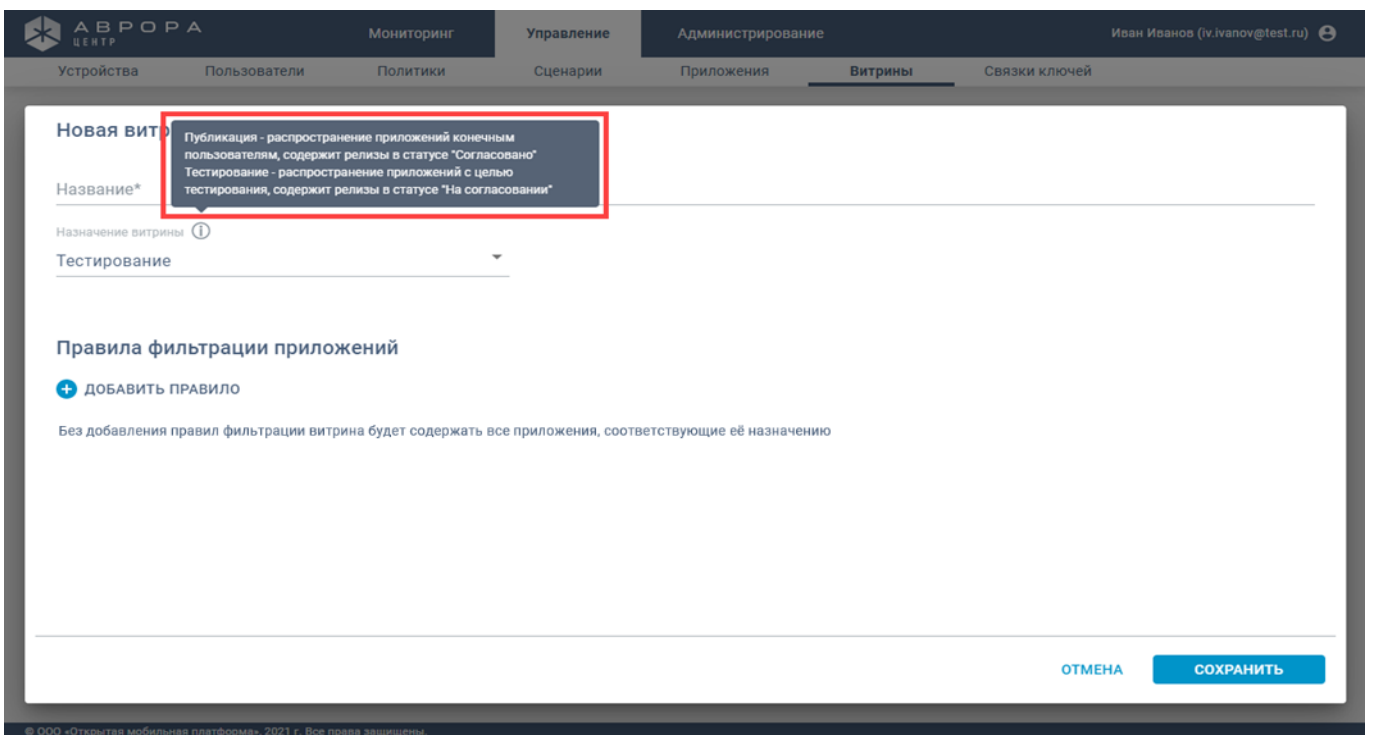 АВРОРА
ЦЕНТР
Мониторинг
Управление
Администрирование
Иван Иванов (iv.ivanov@test.ru)
Устройства
Пользователи
Политики
Сценарии
Приложения
Витрины
Связки ключей
Новая витр
Публикация - распространение приложений конечным
пользователям, содержит релизы в статусе "Согласовано"
Тестирование - распространение приложений с целью
тестирования, содержит релизы в статусе "На согласовании"
Название*
Назначение витрины
Тестирование
Правила фильтрации приложений
ДОБАВИТЬ ПРАВИЛО
Без добавления правил фильтрации витрина будет содержать все приложения, соответствующие её назначению
ОТМЕНА
СОХРАНИТЬ
© ООО «Открытая мобильная платформа», 2021 г. Все права защищены.